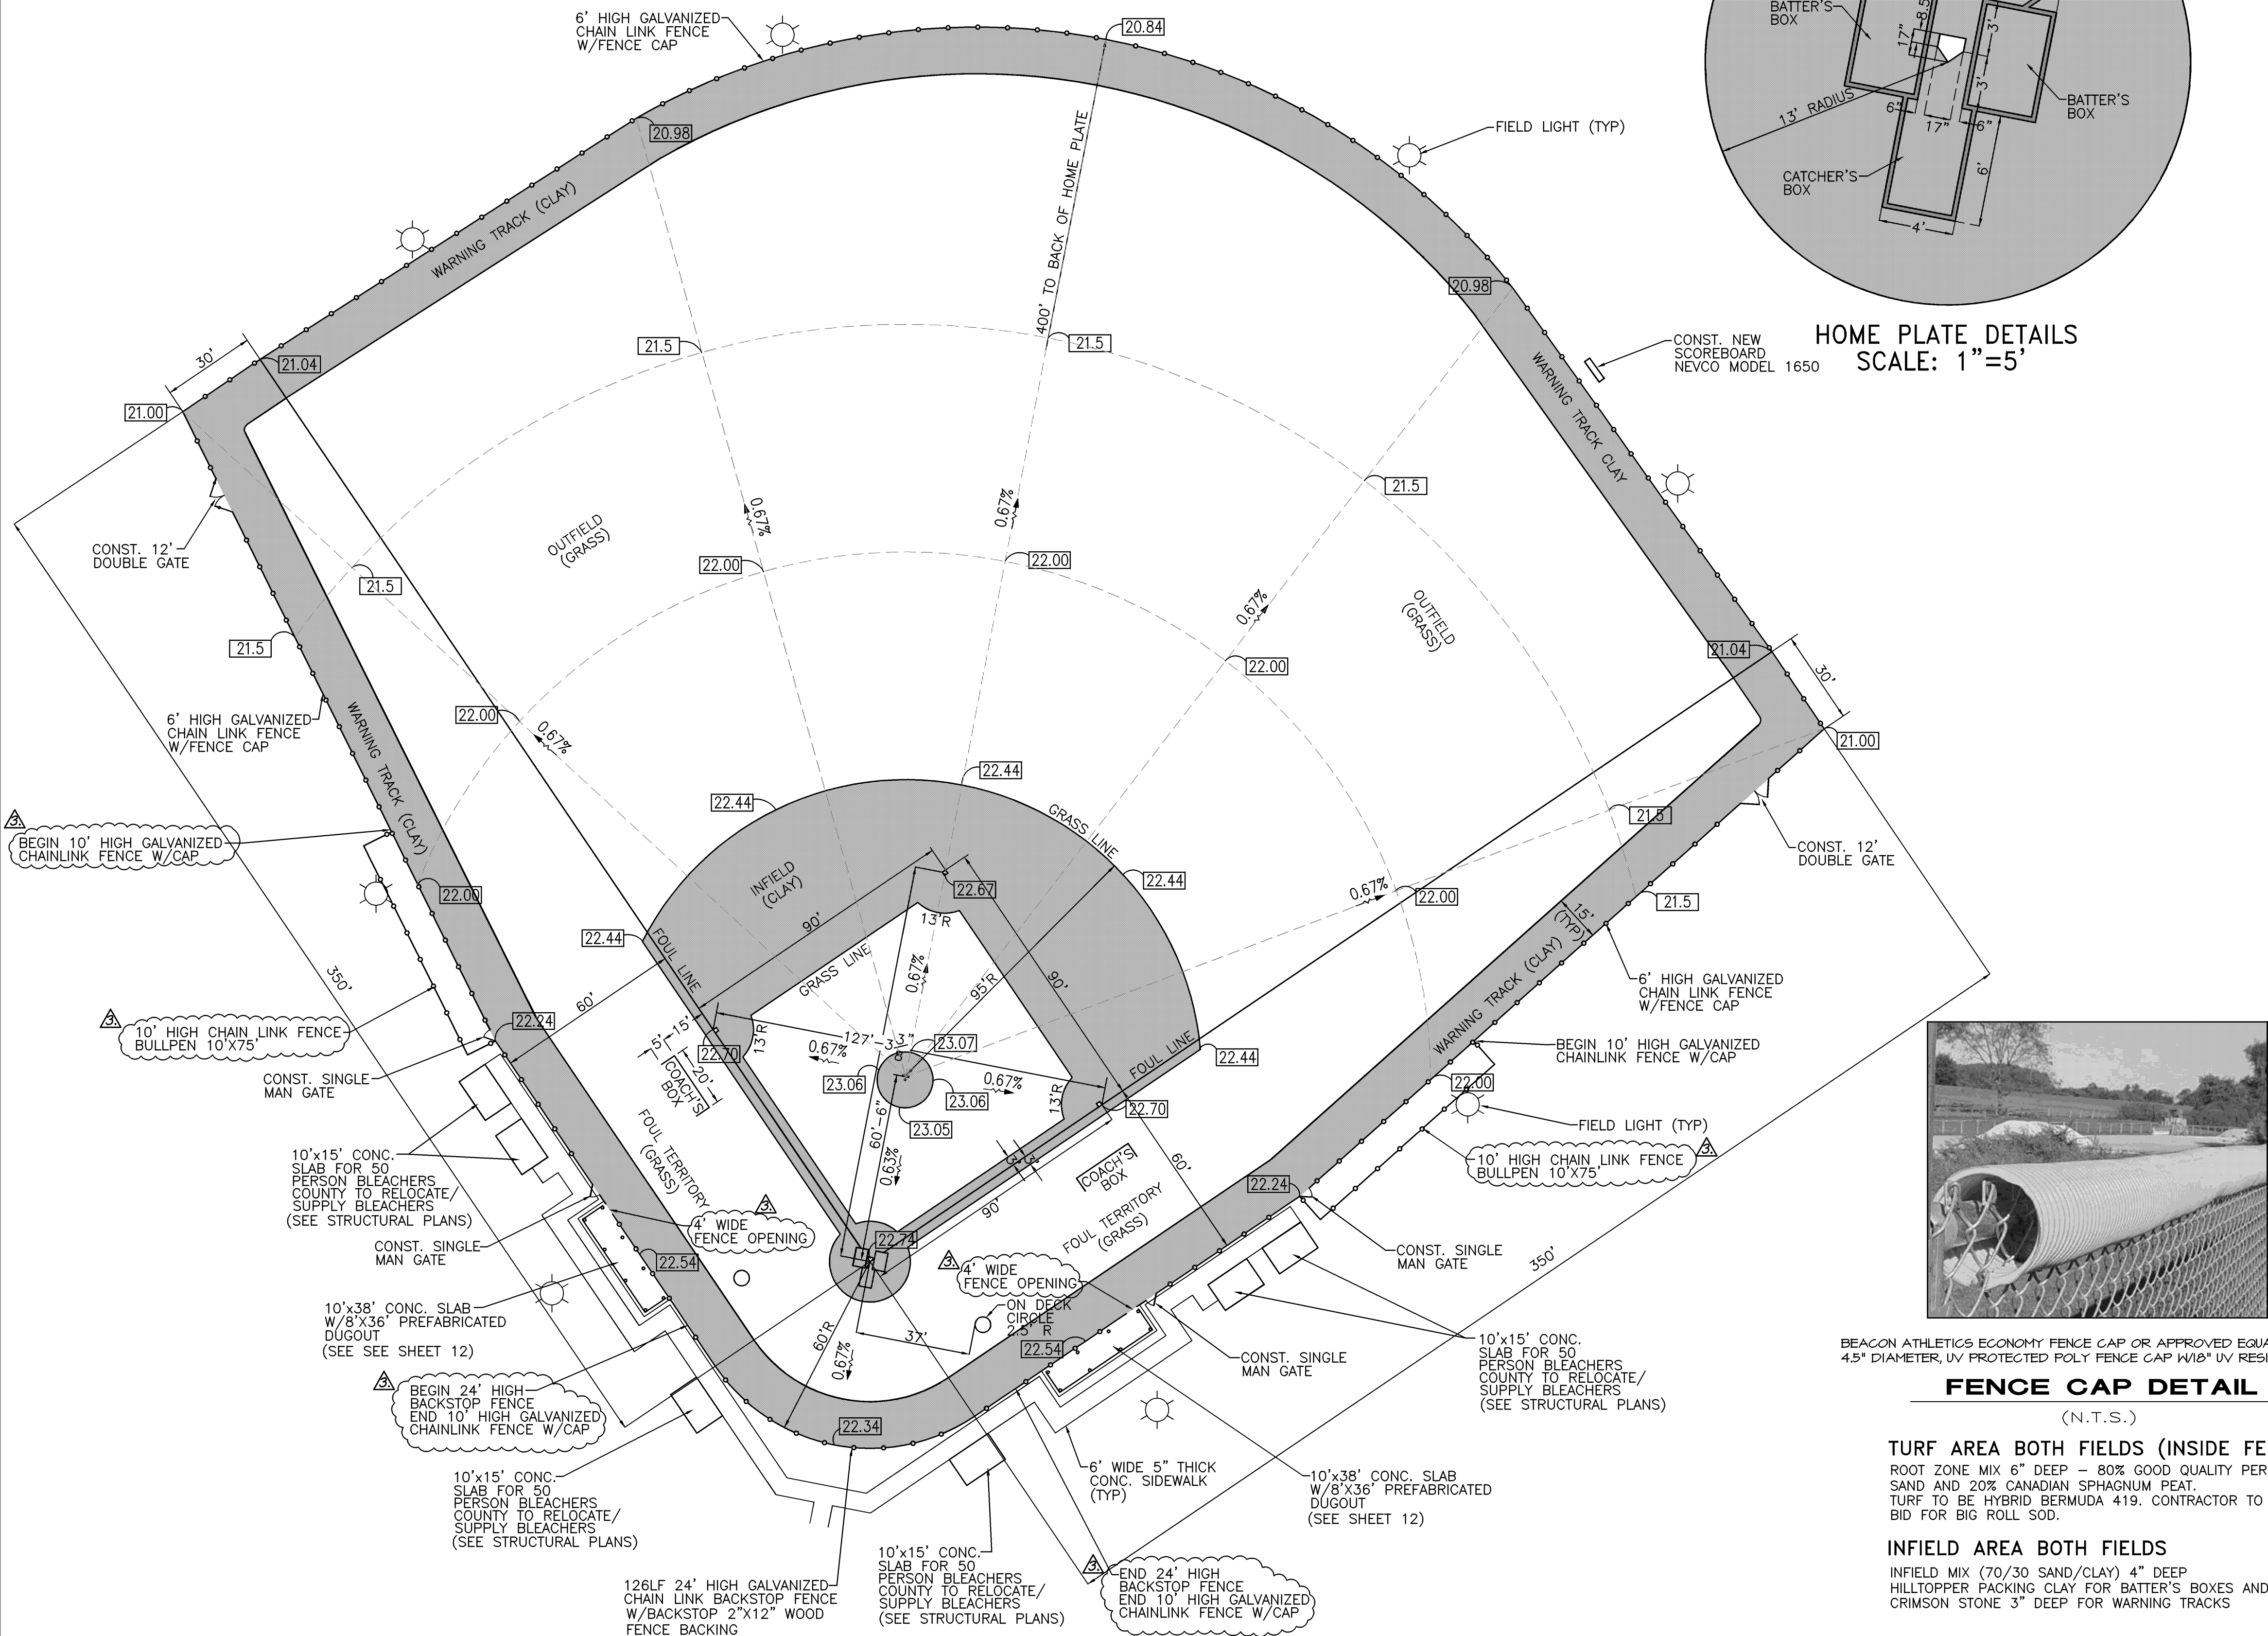 6' HIGH GALVANIZED
CHAIN LINK FENCE
W/FENCE CAP
20.84
20.98
FIELD LIGHT (TYP)
400' TO BACK OF HOME PLATE
WARNING TRACK (CLAY)
20.98
30'
21.04
21.00
21.5
21.5
21.5
CONST. NEW
SCOREBOARD
NEVCO MODEL 1650
WARNING TRACK CLAY
BATTER'S
BOX
8.5
3'
17"
13' RADIUS
6"
17"
3'
6"
BATTER'S
BOX
CATCHER'S
BOX
6'
4'
HOME PLATE DETAILS
SCALE: 1"=5'
CONST. 12'
DOUBLE GATE
OUTFIELD
(GRASS)
0.67%
0.67%
21.5
22.00
22.00
0.67%
22.00
OUTFIELD
(GRASS)
21.04
30'
21.00
21.5
6' HIGH GALVANIZED
CHAIN LINK FENCE
W/FENCE CAP
WARNING TRACK (CLAY)
22.00
0.67%
22.44
22.44
GRASS LINE
22.44
21.5
CONST. 12'
DOUBLE GATE
3.
BEGIN 10' HIGH GALVANIZED
CHAINLINK FENCE W/CAP
22.00
INFIELD
(CLAY)
22.67
90'
13'R
0.67%
22.00
21.5
15'
(TYP)
22.44
FOUL LINE
GRASS LINE
0.67%
95'R
90'
WARNING TRACK (CLAY)
6' HIGH GALVANIZED
CHAIN LINK FENCE
W/FENCE CAP
350'
60'
3.
10' HIGH CHAIN LINK FENCE
BULLPEN 10'X75'
22.24
5'
15'
22.70
13'R
127'-3 3"
8
23.07
0.67%
23.06
0.67%
23.06
23.05
FOUL LINE
22.44
13'R
22.70
BEGIN 10' HIGH GALVANIZED
CHAINLINK FENCE W/CAP
22.00
CONST. SINGLE
MAN GATE
20'
COACH'S
BOX
60'-6"
0.63%
FIELD LIGHT (TYP)
FOUL TERRITORY
(GRASS)
3'
3'
COACH'S
BOX
60'
3.
10' HIGH CHAIN LINK FENCE
BULLPEN 10'X75'
10'x15' CONC.
SLAB FOR 50
PERSON BLEACHERS
COUNTY TO RELOCATE/
SUPPLY BLEACHERS
(SEE STRUCTURAL PLANS)
CONST. SINGLE
MAN GATE
3.
4' WIDE
FENCE OPENING
22.54
22.74
90'
FOUL TERRITORY
(GRASS)
22.24
CONST. SINGLE
MAN GATE
350'
3.
4' WIDE
FENCE OPENING
ON DECK
CIRCLE
2.5' R
37'
60'R
0.67%
22.54
10'x38' CONC. SLAB
W/8'X36' PREFABRICATED
DUGOUT
(SEE SEE SHEET 12)
CONST. SINGLE
MAN GATE
10'x15' CONC.
SLAB FOR 50
PERSON BLEACHERS
COUNTY TO RELOCATE/
SUPPLY BLEACHERS
(SEE STRUCTURAL PLANS)
3.
BEGIN 24' HIGH
BACKSTOP FENCE
END 10' HIGH GALVANIZED
CHAINLINK FENCE W/CAP
22.34
10'x15' CONC.
SLAB FOR 50
PERSON BLEACHERS
COUNTY TO RELOCATE/
SUPPLY BLEACHERS
(SEE STRUCTURAL PLANS)
6' WIDE 5" THICK
CONC. SIDEWALK
(TYP)
10'x38' CONC. SLAB
W/8'X36' PREFABRICATED
DUGOUT
(SEE SHEET 12)
126LF 24' HIGH GALVANIZED
CHAIN LINK BACKSTOP FENCE
W/BACKSTOP 2"X12" WOOD
FENCE BACKING
10'x15' CONC.
SLAB FOR 50
PERSON BLEACHERS
COUNTY TO RELOCATE/
SUPPLY BLEACHERS
(SEE STRUCTURAL PLANS)
3.
END 24' HIGH
BACKSTOP FENCE
END 10' HIGH GALVANIZED
CHAINLINK FENCE W/CAP
BEACON ATHLETICS ECONOMY FENCE CAP OR APPROVED EQUA
4.5" DIAMETER, UV PROTECTED POLY FENCE CAP W/18" UV RESI
FENCE CAP DETAIL
(N.T.S.)
TURF AREA BOTH FIELDS (INSIDE FE
ROOT ZONE MIX 6" DEEP – 80% GOOD QUALITY PER
SAND AND 20% CANADIAN SPHAGNUM PEAT.
TURF TO BE HYBRID BERMUDA 419. CONTRACTOR TO
BID FOR BIG ROLL SOD.
INFIELD AREA BOTH FIELDS
INFIELD MIX (70/30 SAND/CLAY) 4" DEEP
HILLTOPPER PACKING CLAY FOR BATTER'S BOXES AND
CRIMSON STONE 3" DEEP FOR WARNING TRACKS